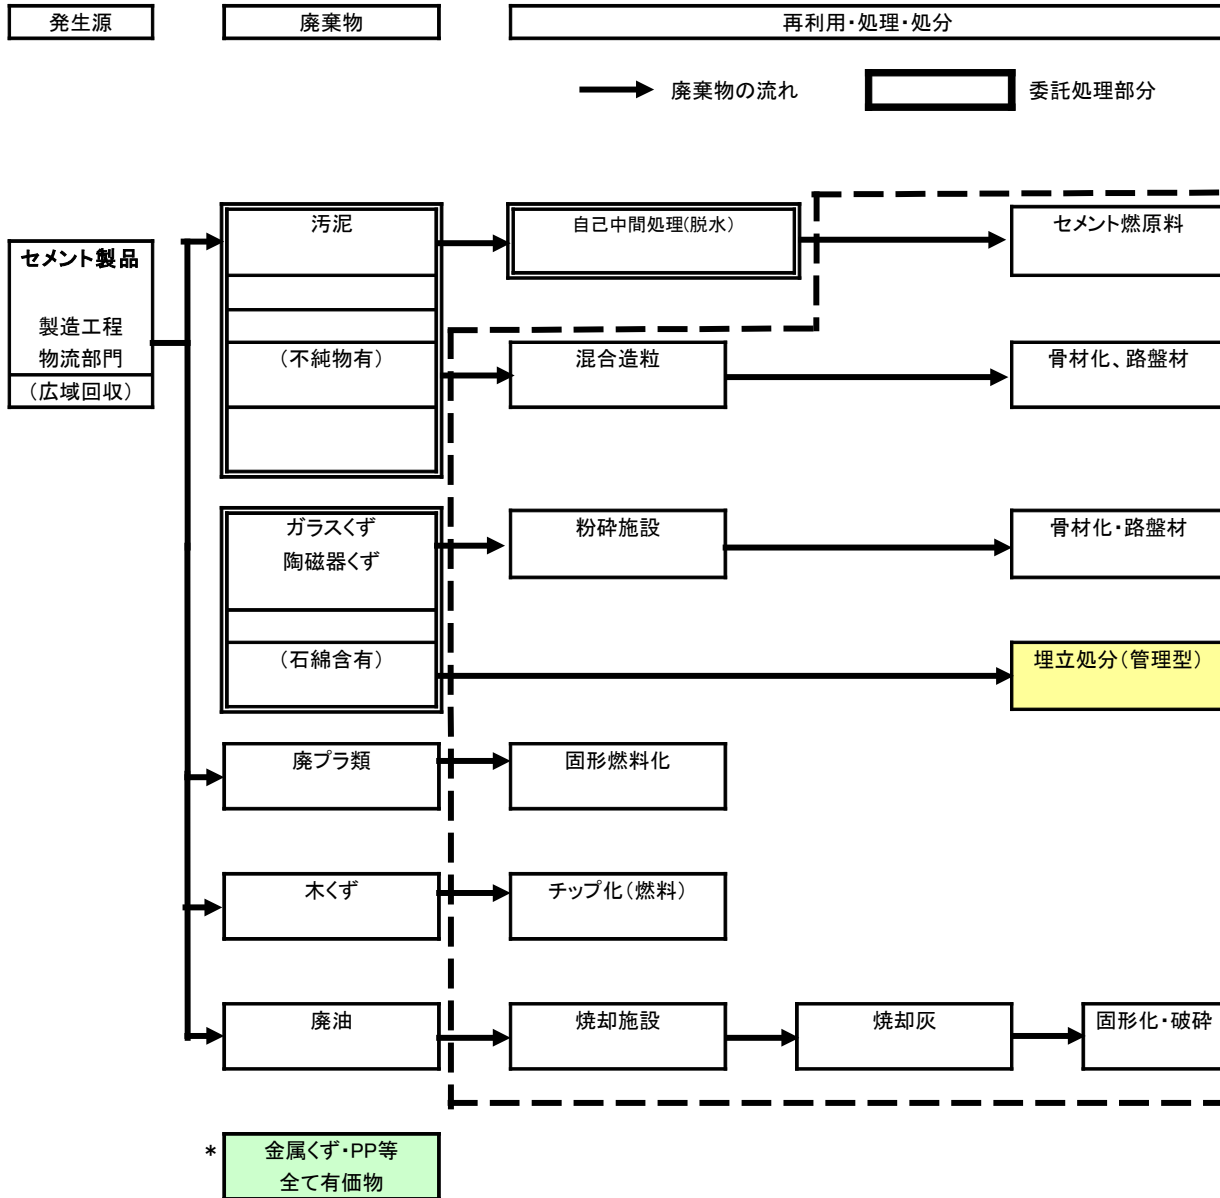 発生源
廃棄物
再利用・処理・処分
廃棄物の流れ
委託処理部分
セメント製品
製造工程
物流部門
(広域回収)
汚泥
(不純物有)
自己中間処理(脱水)
セメント燃原料
混合造粒
骨材化、路盤材
ガラスくず
陶磁器くず
(石綿含有)
粉砕施設
骨材化・路盤材
埋立処分(管理型)
廃プラ類
固形燃料化
木くず
チップ化(燃料)
廃油
焼却施設
焼却灰
固形化・破砕
*
金属くず・PP等
全て有価物